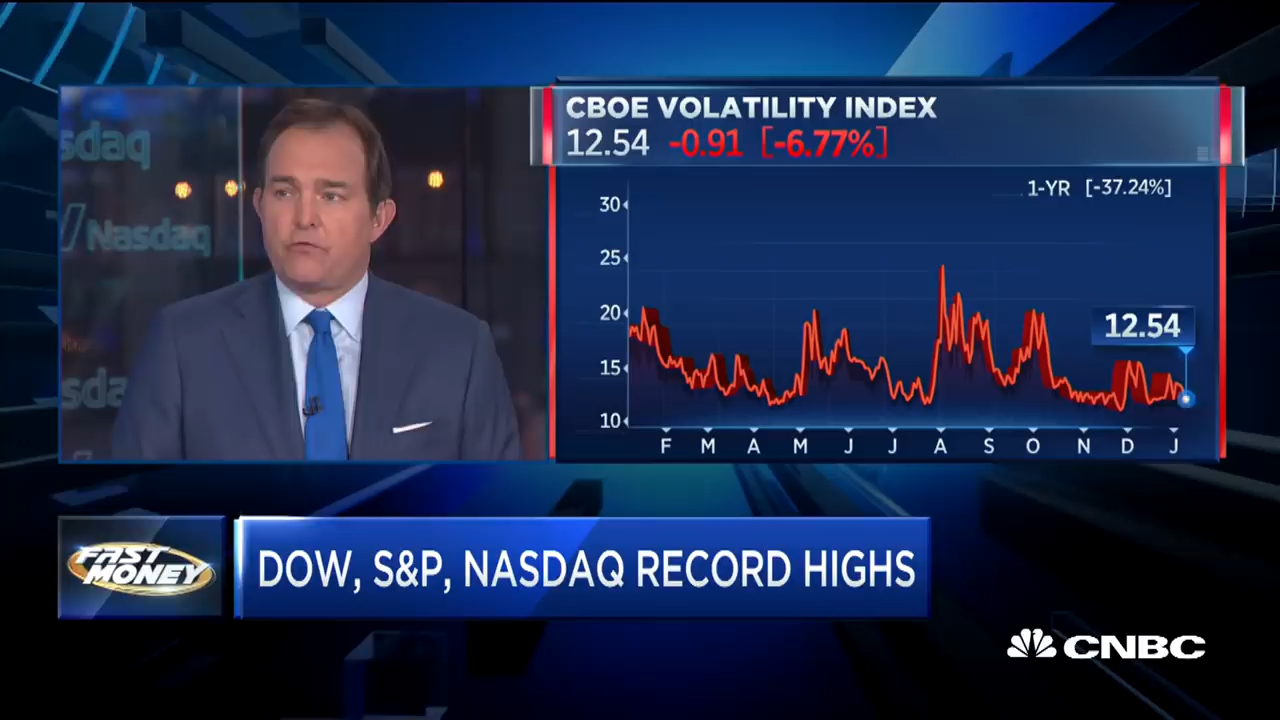 sdaq
Nasdaq
sda
CBOE VOLATILITY INDEX
12.54 -0.91 [-6.77%]
1-YR [-37.24%]
30
25
20
15
10
12.54
F M A M J J A S O N D J
FAST
MONEY
DOW, S&P, NASDAQ RECORD HIGHS
CNBC